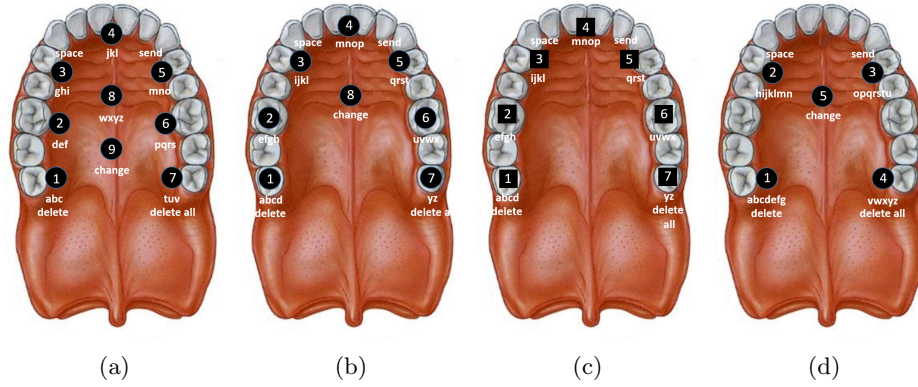 4
space jkl send
3 5
ghi mno
8
wxyz
2 6
def pqrs
9
change
1 7
abc tuv
delete delete all
(a)
4
space mnop send
3 5
ijkl qrst
8
change
2 6
efgh uvwx
1 7
abcd yz
delete delete a
(b)
4
space mnop send
3 5
ijkl qrst
2 6
efgh uvwx
1 7
abcd yz
delete delete
all
(c)
space send
2 3
hijklmn opqrstu
5
change
1 4
abcdefg vwxyz
delete delete all
(d)